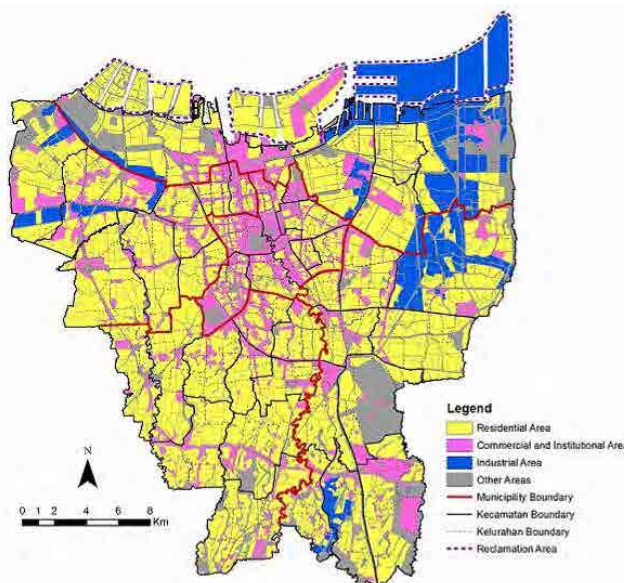 Legend
Residential Area
Commercial and Institutional Area
Industrial Area
Other Areas
Municipality Boundary
Kecamatan Boundary
Kelurahan Boundary
Reclamation Area
N
0 1 2 4 6 8
Km